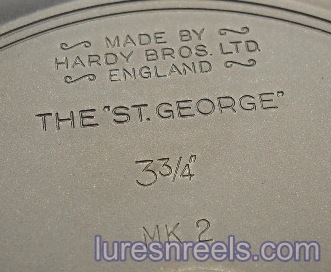 MADE BY
HARDY BROS. LTD.
ENGLAND
THE "ST. GEORGE"
3¾"
MK 2
luresnreels.com